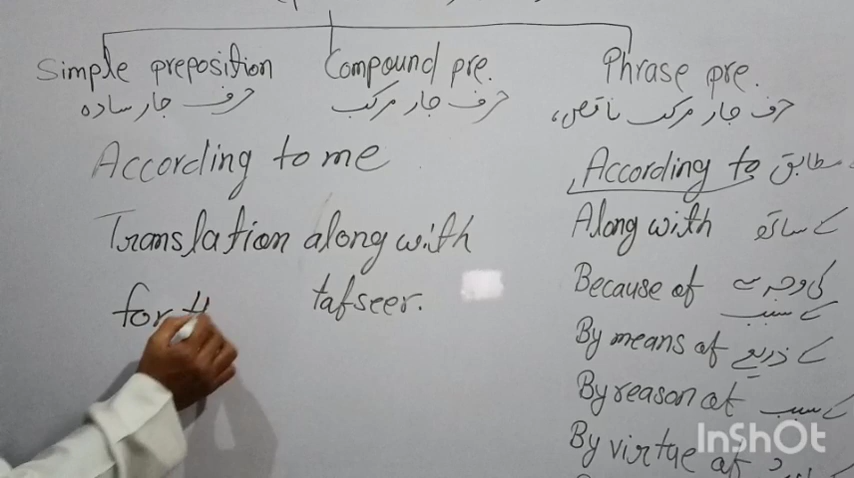 Simple preposition Compound pre. Phrase pre.
حرف جار سادہ حرف جار مرکب حرف جار مرکب ناقص
According to me
Translation along with
tafseer.
for t
According to مطابق
Along with کے ساتھ
Because of کی وجہ سے
کے سبب
By means of کے ذریعے
By reason of کے سبب
By virtue of
InShOt